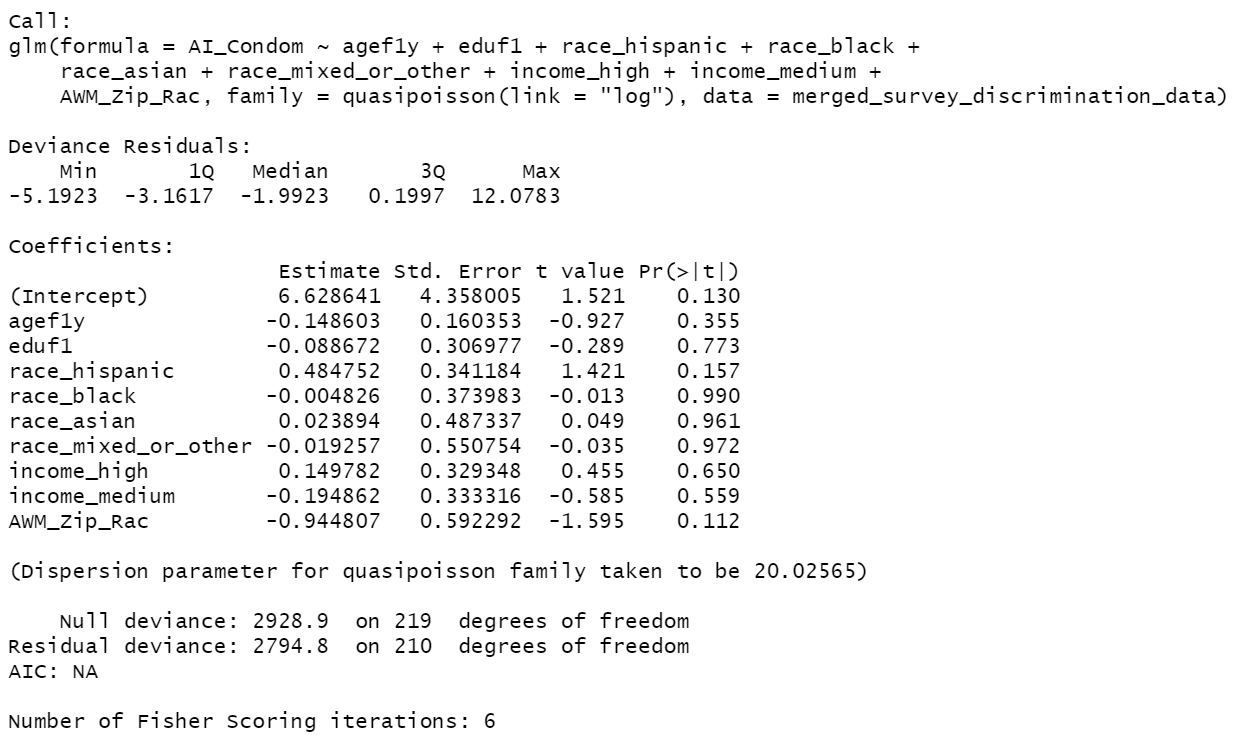 Call:
glm(formula = AI_Condom ~ agef1y + eduf1 + race_hispanic + race_black +
    race_asian + race_mixed_or_other + income_high + income_medium +
    AWM_Zip_Rac, family = quasipoisson(link = "log"), data = merged_survey_discrimination_data)

Deviance Residuals:
    Min       1Q   Median       3Q      Max
-5.1923  -3.1617  -1.9923   0.1997  12.0783

Coefficients:
                     Estimate Std. Error t value Pr(>|t|)
(Intercept)          6.628641   4.358005   1.521    0.130
agef1y              -0.148603   0.160353  -0.927    0.355
eduf1               -0.088672   0.306977  -0.289    0.773
race_hispanic        0.484752   0.341184   1.421    0.157
race_black          -0.004826   0.373983  -0.013    0.990
race_asian           0.023894   0.487337   0.049    0.961
race_mixed_or_other -0.019257   0.550754  -0.035    0.972
income_high          0.149782   0.329348   0.455    0.650
income_medium       -0.194862   0.333316  -0.585    0.559
AWM_Zip_Rac         -0.944807   0.592292  -1.595    0.112

(Dispersion parameter for quasipoisson family taken to be 20.02565)

    Null deviance: 2928.9  on 219  degrees of freedom
Residual deviance: 2794.8  on 210  degrees of freedom
AIC: NA

Number of Fisher Scoring iterations: 6